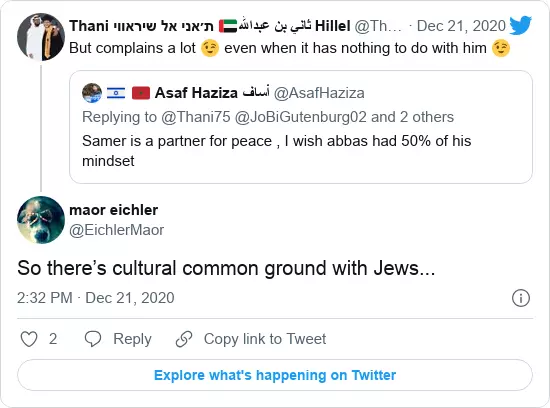 Thani ת׳אני אל שיראווי 🇦🇪ثاني بن عبدالله Hillel @Th… · Dec 21, 2020
But complains a lot 😉 even when it has nothing to do with him 😉
🇮🇱 🇲🇦 Asaf Haziza أساف @AsafHaziza
Replying to @Thani75 @JoBiGutenburg02 and 2 others
Samer is a partner for peace , I wish abbas had 50% of his
mindset
maor eichler
@EichlerMaor
So there’s cultural common ground with Jews...
2:32 PM · Dec 21, 2020
2 Reply Copy link to Tweet
Explore what's happening on Twitter